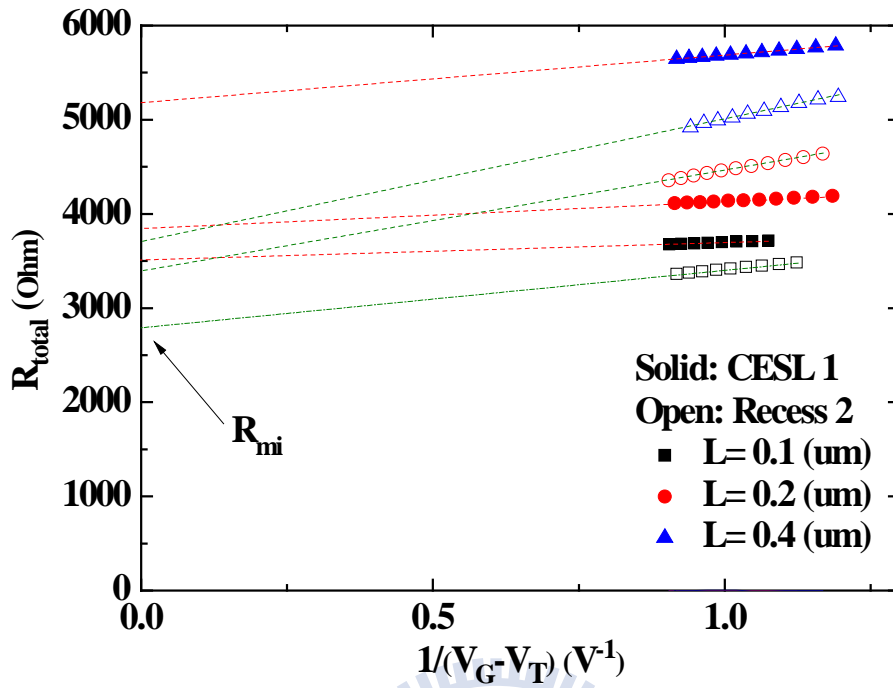 6000
5000
4000
3000
2000
1000
0
R_total (Ohm)
R_mi
Solid: CESL 1
Open: Recess 2
L= 0.1 (um)
L= 0.2 (um)
L= 0.4 (um)
0.0 0.5 1.0
1/(V_G-V_T) (V^-1)